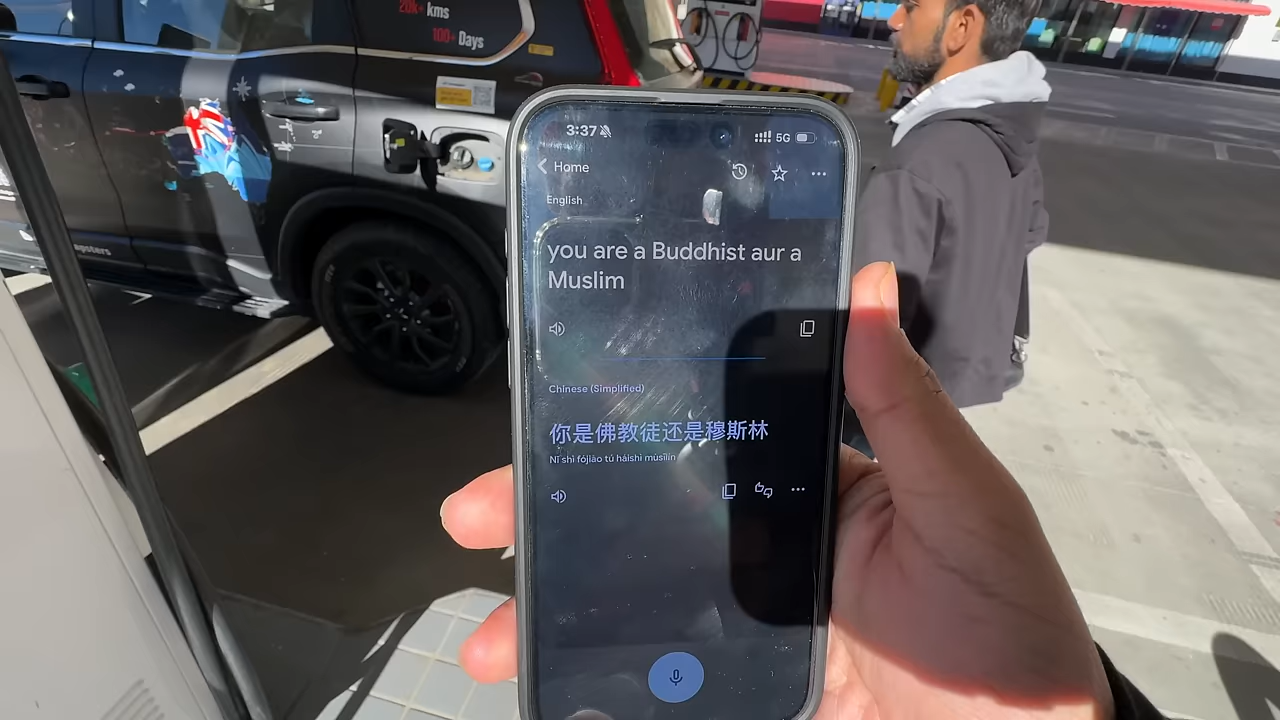 20k+ kms
100+ Days
3:37
5G
Home
English
you are a Buddhist aur a
Muslim
Chinese (Simplified)
你是佛教徒还是穆斯林
Nǐ shì fójiào tú háishì mùsīlín